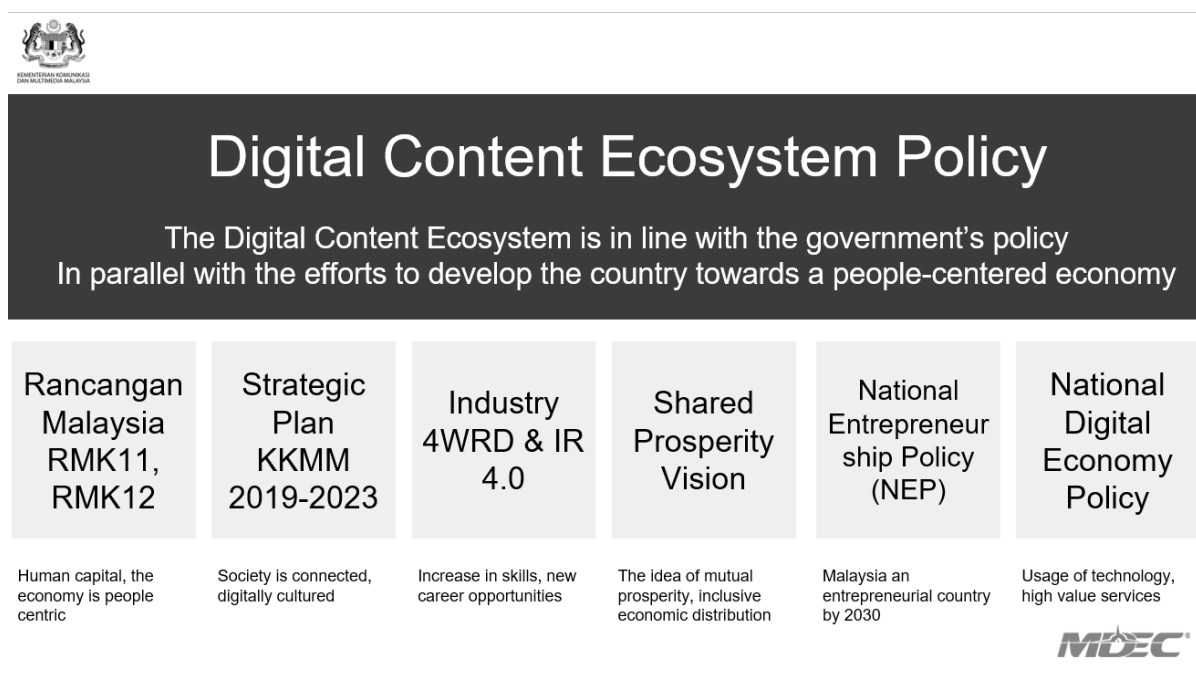 KEMENTERIAN KOMUNIKASI
DAN MULTIMEDIA MALAYSIA
Digital Content Ecosystem Policy
The Digital Content Ecosystem is in line with the government’s policy
In parallel with the efforts to develop the country towards a people-centered economy
Rancangan
Malaysia
RMK11,
RMK12
Human capital, the
economy is people
centric
Strategic
Plan
KKMM
2019-2023
Society is connected,
digitally cultured
Industry
4WRD & IR
4.0
Increase in skills, new
career opportunities
Shared
Prosperity
Vision
The idea of mutual
prosperity, inclusive
economic distribution
National
Entrepreneur
ship Policy
(NEP)
Malaysia an
entrepreneurial country
by 2030
National
Digital
Economy
Policy
Usage of technology,
high value services
MDEC®